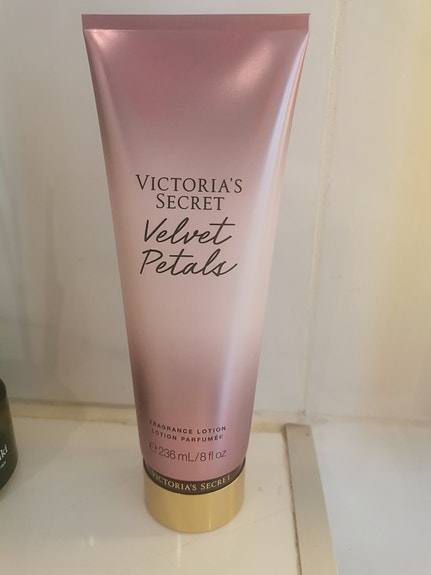 VICTORIA'S
SECRET
Velvet
Petals
FRAGRANCE LOTION
LOTION PARFUMÉE
℮ 236 mL/8 fl oz
VICTORIA'S SECRET